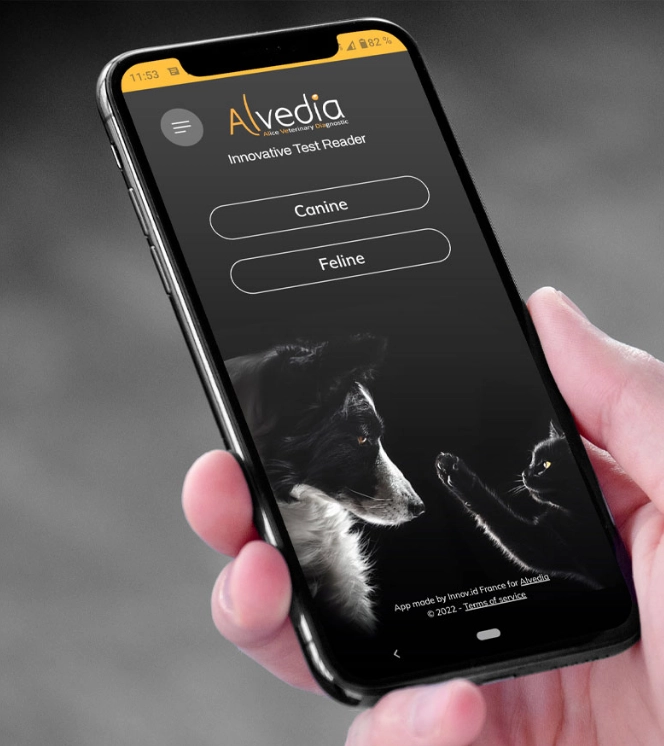 11:53
82%
Alvedia
Alice Veterinary Diagnostic
Innovative Test Reader
Canine
Feline
App made by Innov.id France for Alvedia
© 2022 - Terms of service